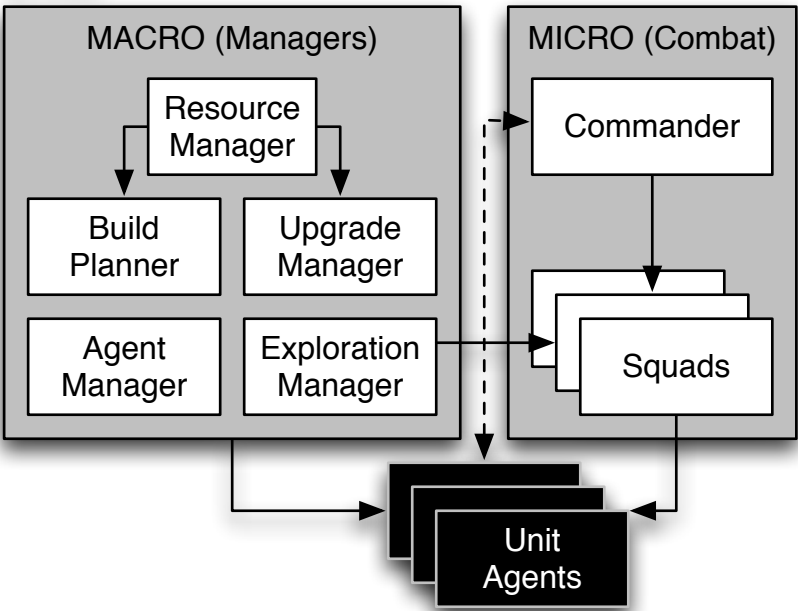 MACRO (Managers)
Resource
Manager
Build
Planner
Upgrade
Manager
Agent
Manager
Exploration
Manager
MICRO (Combat)
Commander
Squads
Unit
Agents